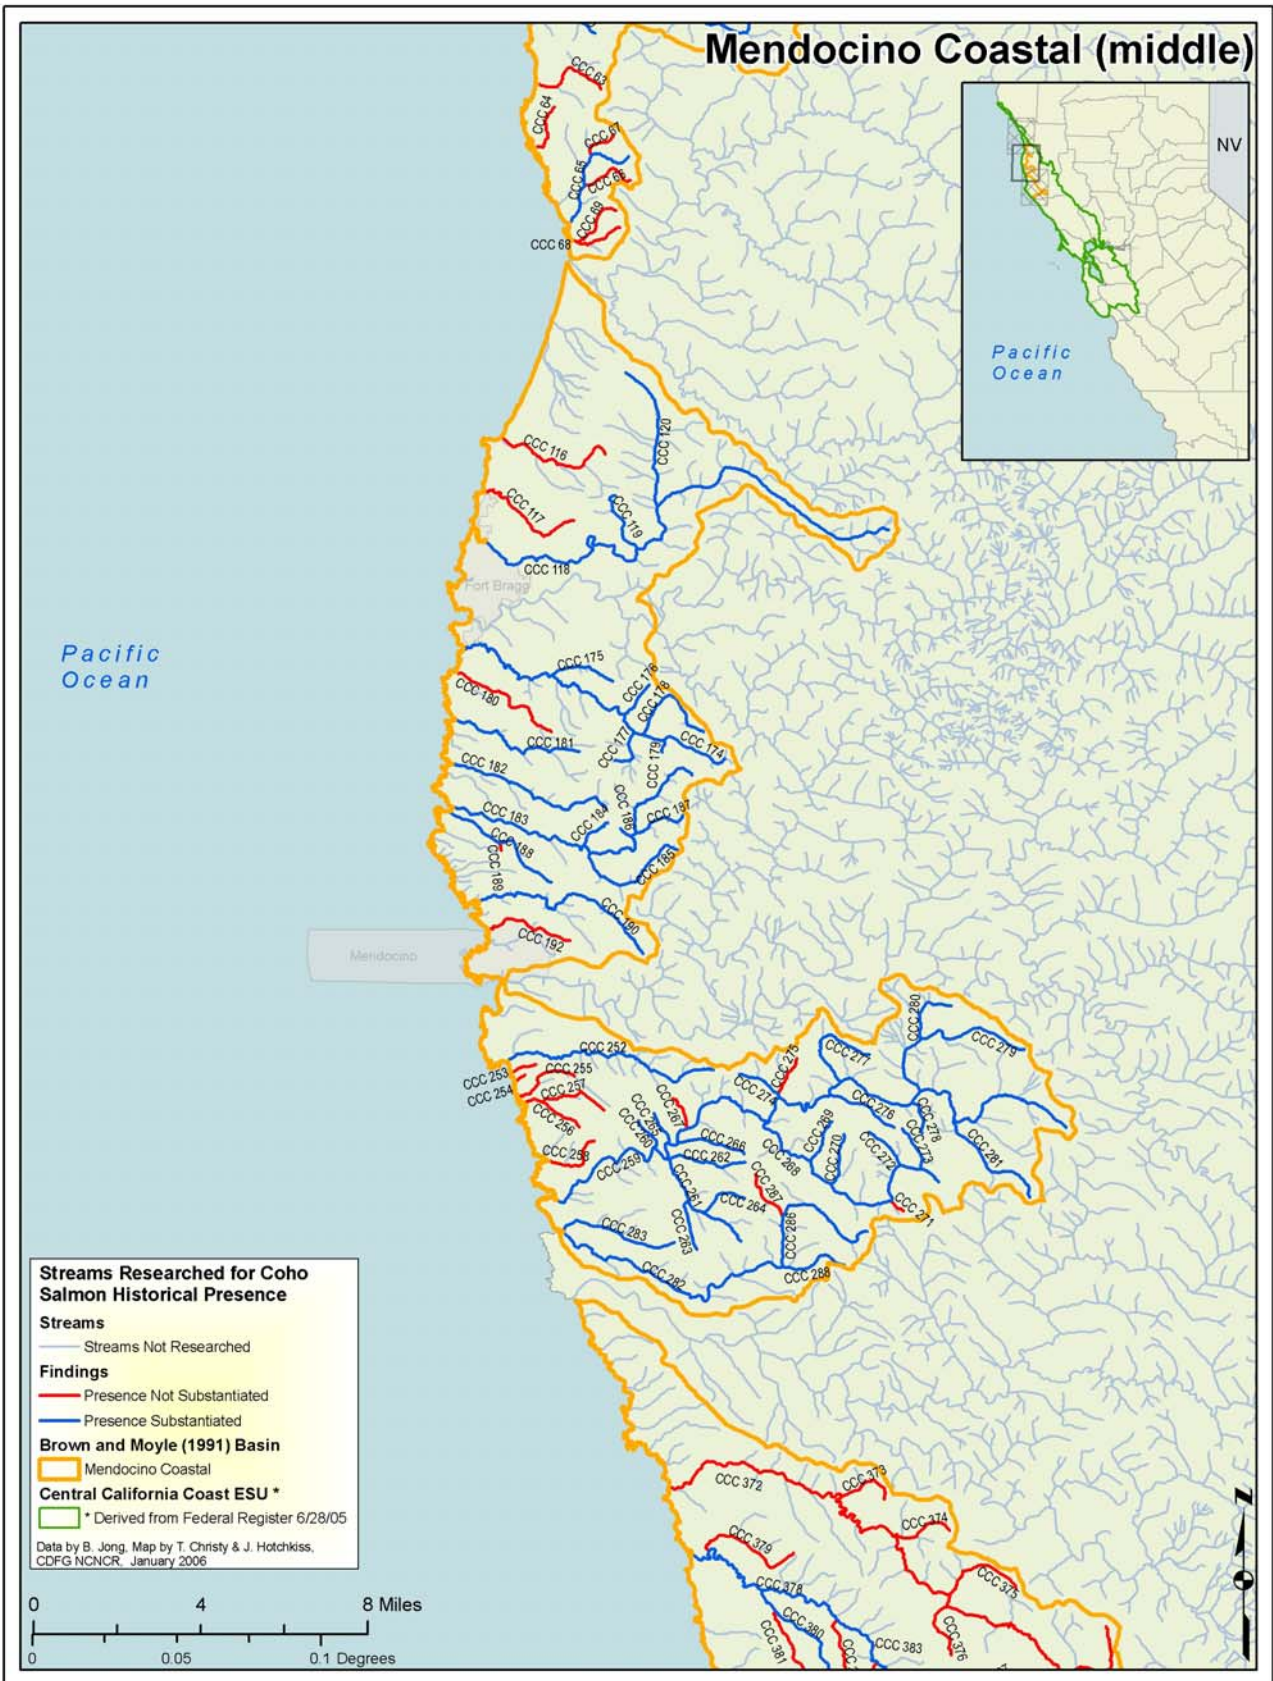 Mendocino Coastal (middle)
NV
Pacific
Ocean
CCC 63
CCC 64
CCC 67
CCC 65
CCC 66
CCC 69
CCC 68
CCC 120
CCC 116
CCC 117
CCC 119
CCC 118
Fort Bragg
Pacific
Ocean
CCC 175
CCC 176
CCC 178
CCC 180
CCC 177
CCC 174
CCC 181
CCC 179
CCC 182
CCC 186
CCC 187
CCC 183
CCC 184
CCC 188
CCC 189
CCC 185
CCC 190
CCC 192
Mendocino
CCC 280
CCC 279
CCC 252
CCC 275
CCC 277
CCC 253
CCC 255
CCC 254
CCC 257
CCC 274
CCC 276
CCC 267
CCC 265
CCC 256
CCC 260
CCC 269
CCC 278
CCC 266
CCC 273
CCC 281
CCC 258
CCC 259
CCC 262
CCC 268
CCC 270
CCC 272
CCC 261
CCC 264
CCC 287
CCC 271
CCC 283
CCC 263
CCC 286
CCC 282
CCC 288
Streams Researched for Coho
Salmon Historical Presence
Streams
Streams Not Researched
Findings
Presence Not Substantiated
Presence Substantiated
Brown and Moyle (1991) Basin
Mendocino Coastal
Central California Coast ESU *
* Derived from Federal Register 6/28/05
Data by B. Jong, Map by T. Christy & J. Hotchkiss,
CDFG NCNCR, January 2006
CCC 372
CCC 373
CCC 374
CCC 379
CCC 375
CCC 378
CCC 380
CCC 381
CCC 383
CCC 376
Z
0 4 8 Miles
0 0.05 0.1 Degrees